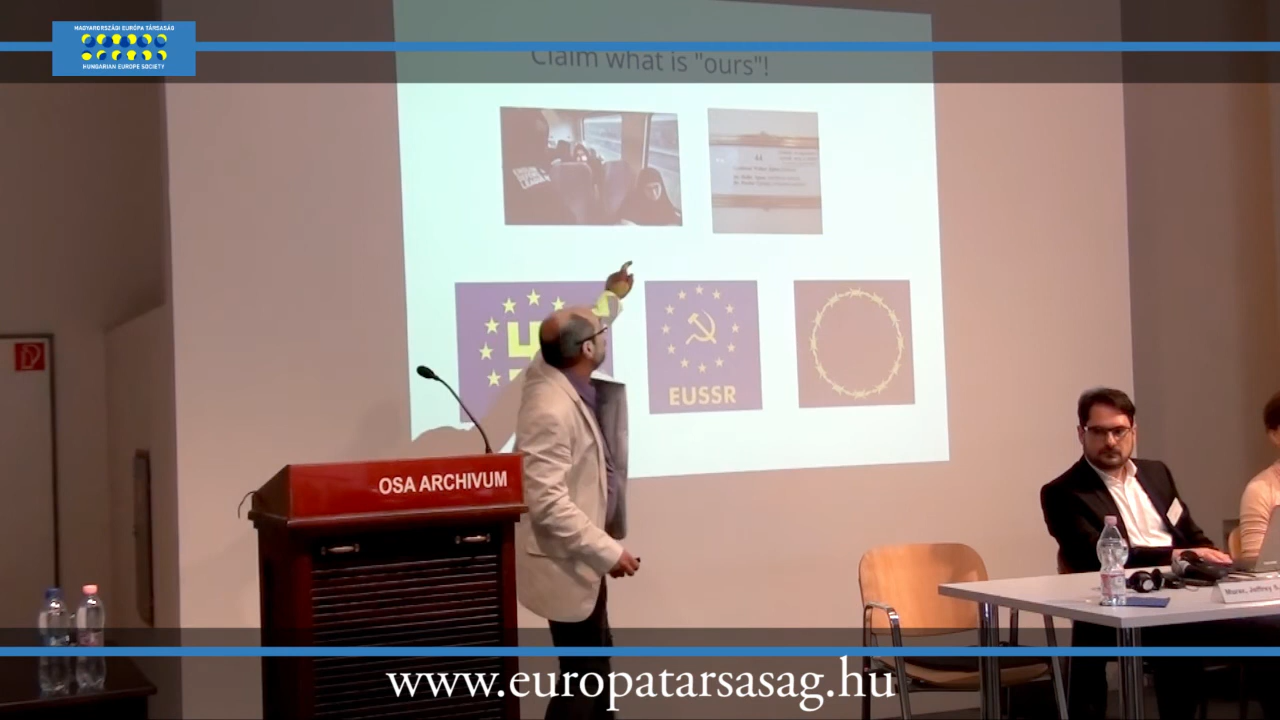 MAGYARORSZÁGI EURÓPA TÁRSASÁG
HUNGARIAN EUROPE SOCIETY
Claim what is "ours"!
EUSSR
OSA ARCHIVUM
www.europatarsasag.hu